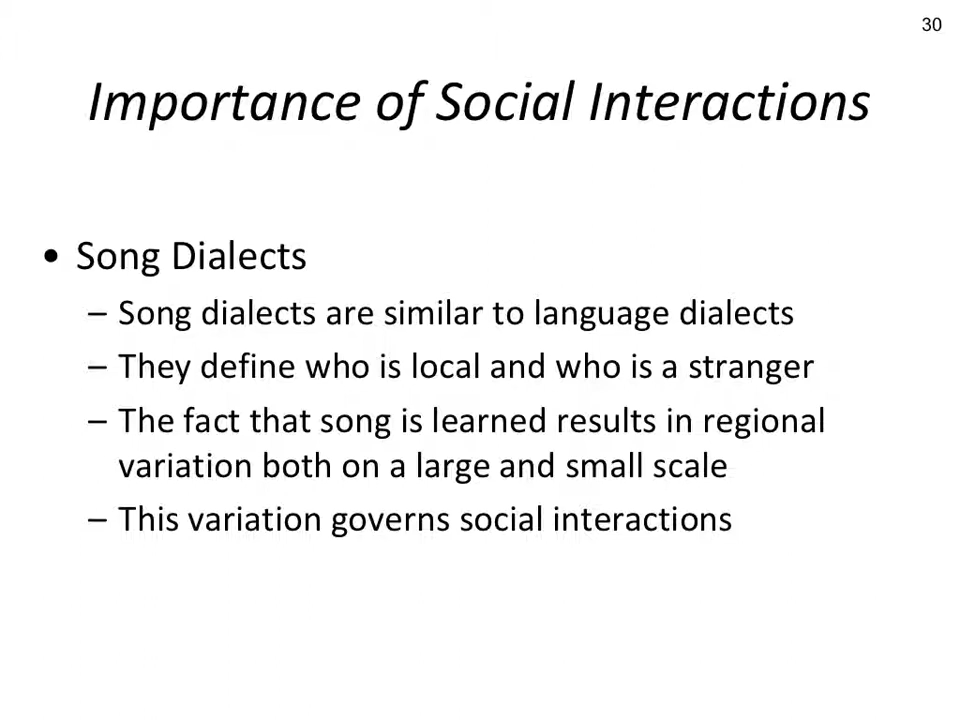 30
Importance of Social Interactions
• Song Dialects
– Song dialects are similar to language dialects
– They define who is local and who is a stranger
– The fact that song is learned results in regional
variation both on a large and small scale
– This variation governs social interactions